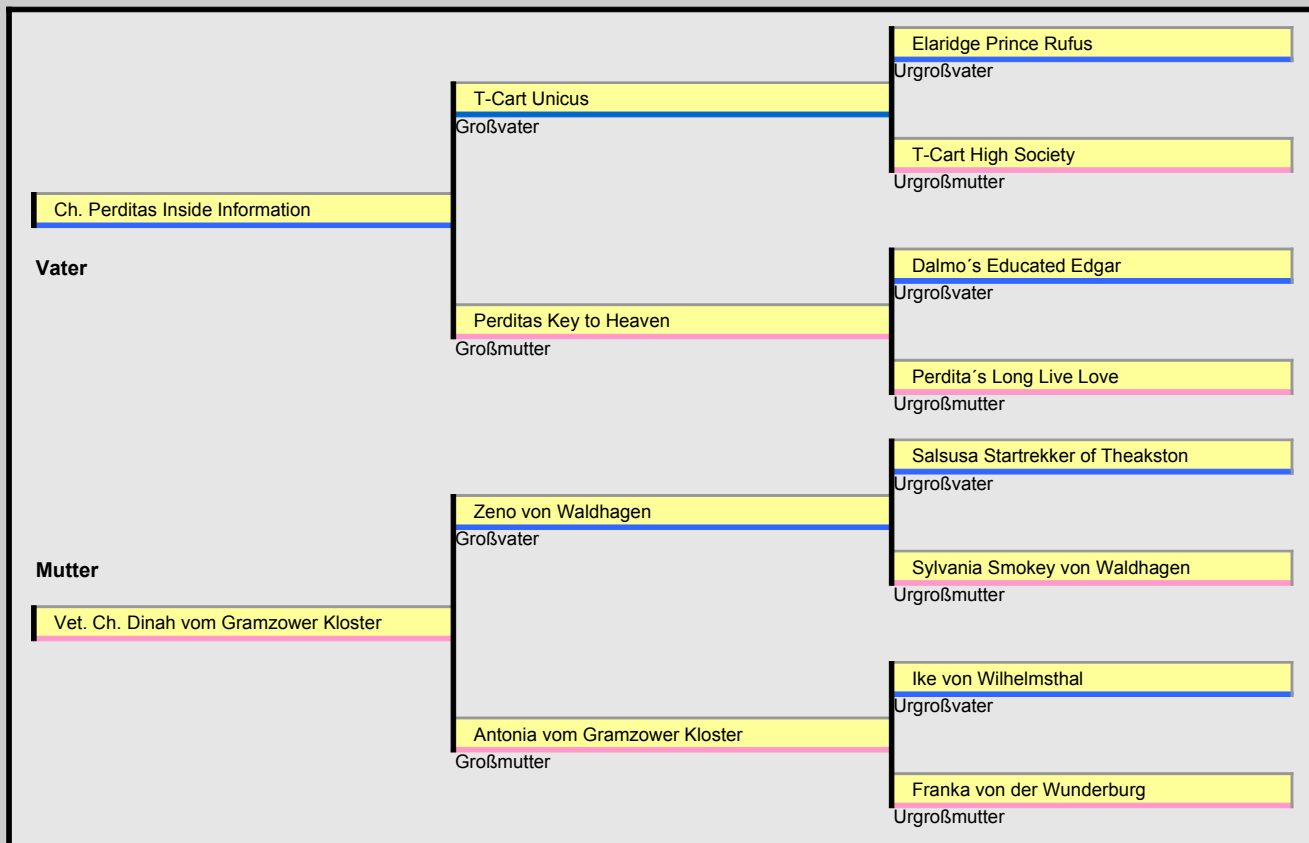 Elaridge Prince Rufus
Urgroßvater
T-Cart Unicus
Großvater
T-Cart High Society
Urgroßmutter
Ch. Perditas Inside Information
Vater
Dalmo´s Educated Edgar
Urgroßvater
Perditas Key to Heaven
Großmutter
Perdita´s Long Live Love
Urgroßmutter
Salsusa Startrekker of Theakston
Urgroßvater
Zeno von Waldhagen
Großvater
Sylvania Smokey von Waldhagen
Urgroßmutter
Mutter
Vet. Ch. Dinah vom Gramzower Kloster
Ike von Wilhelmsthal
Urgroßvater
Antonia vom Gramzower Kloster
Großmutter
Franka von der Wunderburg
Urgroßmutter